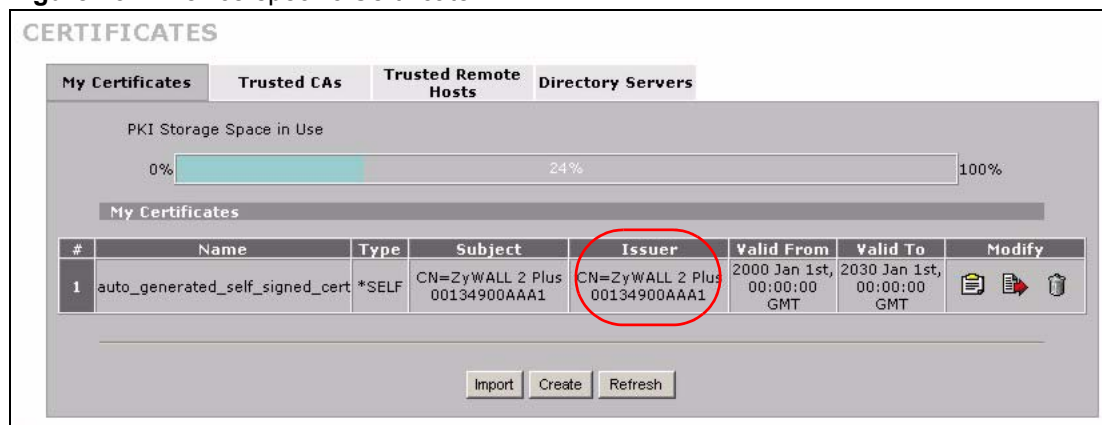 CERTIFICATES
My Certificates
Trusted CAs
Trusted Remote
Hosts
Directory Servers
PKI Storage Space in Use
0%
24%
100%
My Certificates
# Name Type Subject Issuer Valid From Valid To Modify
1 auto_generated_self_signed_cert *SELF CN=ZyWALL 2 Plus 00134900AAA1 CN=ZyWALL 2 Plus 00134900AAA1 2000 Jan 1st, 00:00:00 GMT 2030 Jan 1st, 00:00:00 GMT
Import Create Refresh